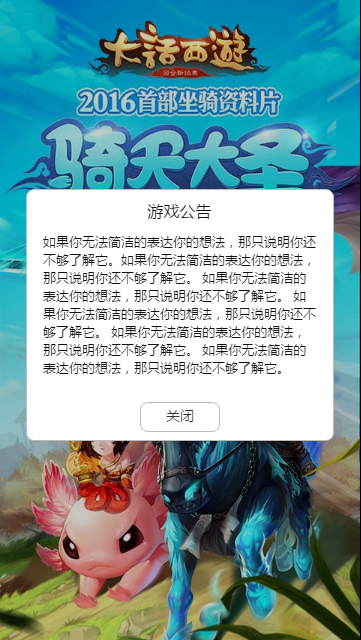 大话西遊
回合新经典
2016首部坐骑资料片
骑天大圣
游戏公告
如果你无法简洁的表达你的想法，那只说明你还
不够了解它。如果你无法简洁的表达你的想法，
那只说明你还不够了解它。 如果你无法简洁的
表达你的想法，那只说明你还不够了解它。 如
果你无法简洁的表达你的想法，那只说明你还不
够了解它。 如果你无法简洁的表达你的想法，
那只说明你还不够了解它。 如果你无法简洁的
表达你的想法，那只说明你还不够了解它。
关闭